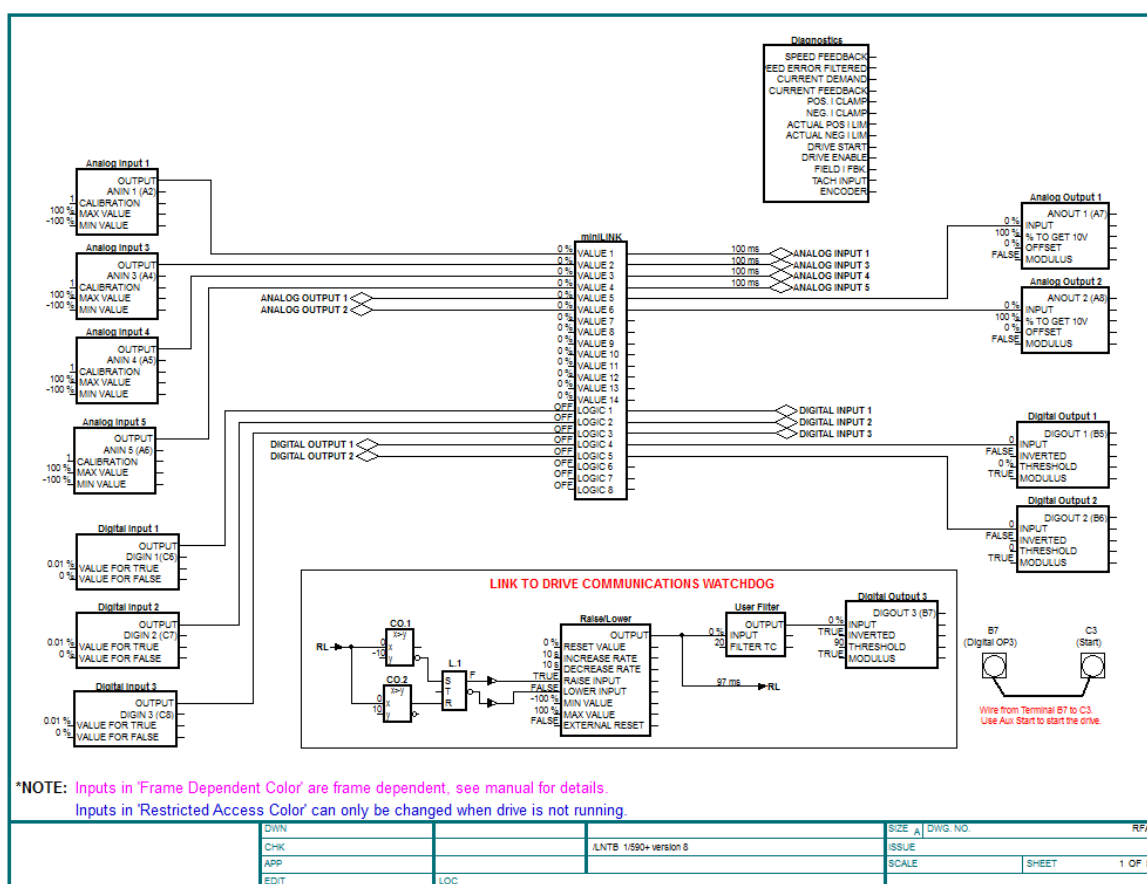 Diagnostics
SPEED FEEDBACK
EED ERROR FILTERED
CURRENT DEMAND
CURRENT FEEDBACK
POS. I CLAMP
NEG. I CLAMP
ACTUAL POS I LIM
ACTUAL NEG I LIM
DRIVE START
DRIVE ENABLE
FIELD I FBK.
TACH INPUT
ENCODER
Analog Input 1
OUTPUT
ANIN 1 (A2)
1 CALIBRATION
100 % MAX VALUE
-100 % MIN VALUE
Analog Input 3
OUTPUT
ANIN 3 (A4)
1 CALIBRATION
100 % MAX VALUE
-100 % MIN VALUE
Analog Input 4
OUTPUT
ANIN 4 (A5)
1 CALIBRATION
100 % MAX VALUE
-100 % MIN VALUE
Analog Input 5
OUTPUT
ANIN 5 (A6)
1 CALIBRATION
100 % MAX VALUE
-100 % MIN VALUE
Digital Input 1
OUTPUT
DIGIN 1(C6)
0.01 % VALUE FOR TRUE
0 % VALUE FOR FALSE
Digital Input 2
OUTPUT
DIGIN 2 (C7)
0.01 % VALUE FOR TRUE
0 % VALUE FOR FALSE
Digital Input 3
OUTPUT
DIGIN 3 (C8)
0.01 % VALUE FOR TRUE
0 % VALUE FOR FALSE
ANALOG OUTPUT 1
ANALOG OUTPUT 2
DIGITAL OUTPUT 1
DIGITAL OUTPUT 2
miniLINK
0 % VALUE 1
0 % VALUE 2
0 % VALUE 3
0 % VALUE 4
0 % VALUE 5
0 % VALUE 6
0 % VALUE 7
0 % VALUE 8
0 % VALUE 9
0 % VALUE 10
0 % VALUE 11
0 % VALUE 12
0 % VALUE 13
0 % VALUE 14
OFF LOGIC 1
OFF LOGIC 2
OFF LOGIC 3
OFF LOGIC 4
OFF LOGIC 5
OFF LOGIC 6
OFF LOGIC 7
OFF LOGIC 8
100 ms ANALOG INPUT 1
100 ms ANALOG INPUT 3
100 ms ANALOG INPUT 4
100 ms ANALOG INPUT 5
DIGITAL INPUT 1
DIGITAL INPUT 2
DIGITAL INPUT 3
Analog Output 1
ANOUT 1 (A7)
0 % INPUT
100 % % TO GET 10V
0 % OFFSET
FALSE MODULUS
Analog Output 2
ANOUT 2 (A8)
0 % INPUT
100 % % TO GET 10V
0 % OFFSET
FALSE MODULUS
Digital Output 1
DIGOUT 1 (B5)
0 INPUT
FALSE INVERTED
0 % THRESHOLD
TRUE MODULUS
Digital Output 2
DIGOUT 2 (B6)
0 INPUT
FALSE INVERTED
0 THRESHOLD
TRUE MODULUS
LINK TO DRIVE COMMUNICATIONS WATCHDOG
RL
CO.1
x>y
0 x
-10 y
CO.2
x>y
0 x
10 y
L.1
S
T
R
F
Raise/Lower
OUTPUT
0 % RESET VALUE
10 s INCREASE RATE
10 s DECREASE RATE
TRUE RAISE INPUT
FALSE LOWER INPUT
-100 % MIN VALUE
100 % MAX VALUE
FALSE EXTERNAL RESET
User Filter
OUTPUT
0 % INPUT
20 FILTER TC
97 ms RL
Digital Output 3
DIGOUT 3 (B7)
0 % INPUT
TRUE INVERTED
90 THRESHOLD
TRUE MODULUS
B7
(Digital OP3)
C3
(Start)
Wire from Terminal B7 to C3.
Use Aux Start to start the drive.
*NOTE: Inputs in 'Frame Dependent Color' are frame dependent, see manual for details.
Inputs in 'Restricted Access Color' can only be changed when drive is not running.
DWN
CHK
APP
EDIT
LOC
/LNTB 1/590+ version 8
SIZE A DWG. NO.
ISSUE
SCALE
SHEET 1 OF